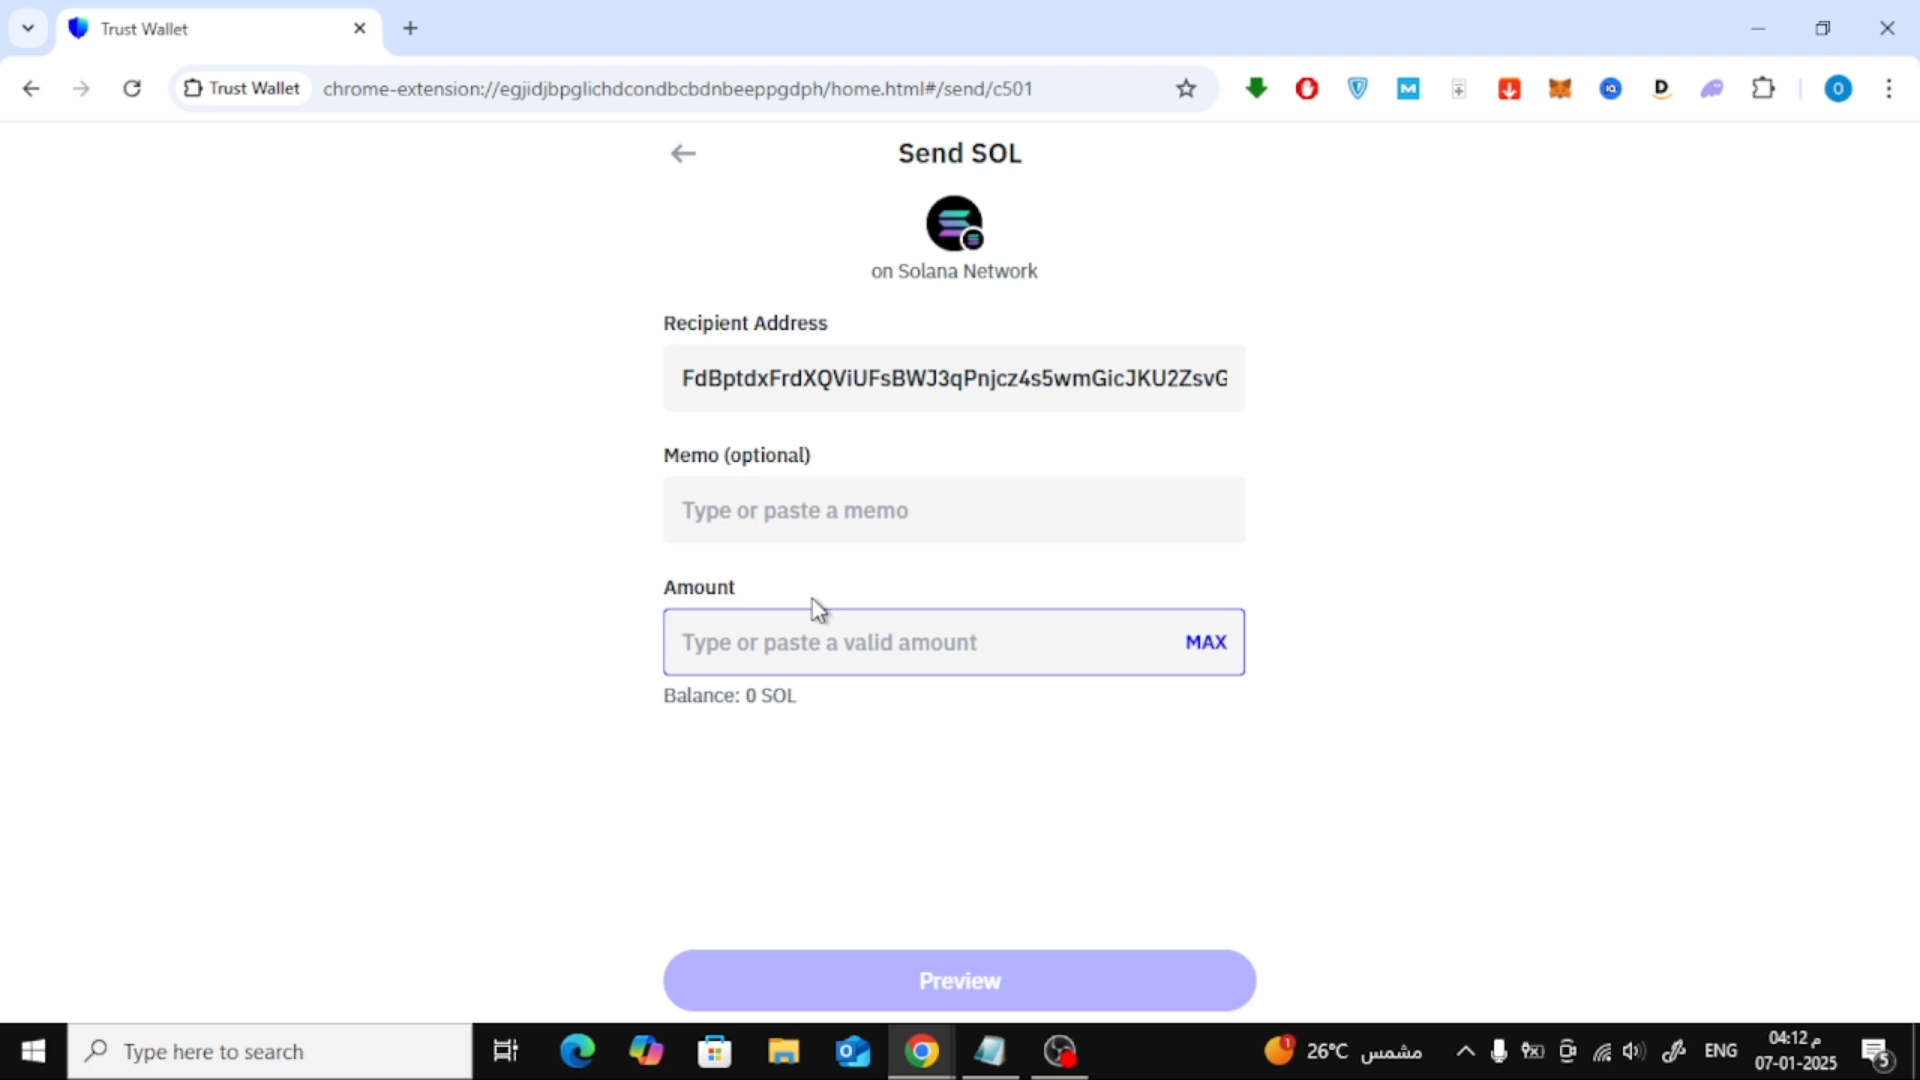 Trust Wallet
Trust Wallet
chrome-extension://egjidjbpglichdcondbcbdnbeeppgdph/home.html#/send/c501
Send SOL
on Solana Network
Recipient Address
FdBptdxFrdXQViUFsBWJ3qPnjcz4s5wmGicJKU2ZsvG
Memo (optional)
Type or paste a memo
Amount
Type or paste a valid amount
MAX
Balance: 0 SOL
Preview
Type here to search
1
26°C مشمس
ENG
04:12 م
07-01-2025
5